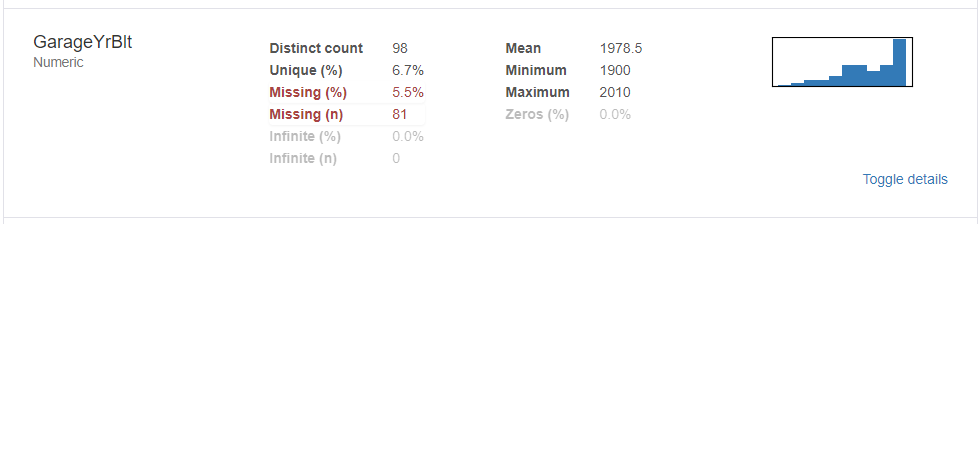 GarageYrBlt
Numeric
Distinct count 98
Unique (%) 6.7%
Missing (%) 5.5%
Missing (n) 81
Infinite (%) 0.0%
Infinite (n) 0
Mean 1978.5
Minimum 1900
Maximum 2010
Zeros (%) 0.0%
Toggle details